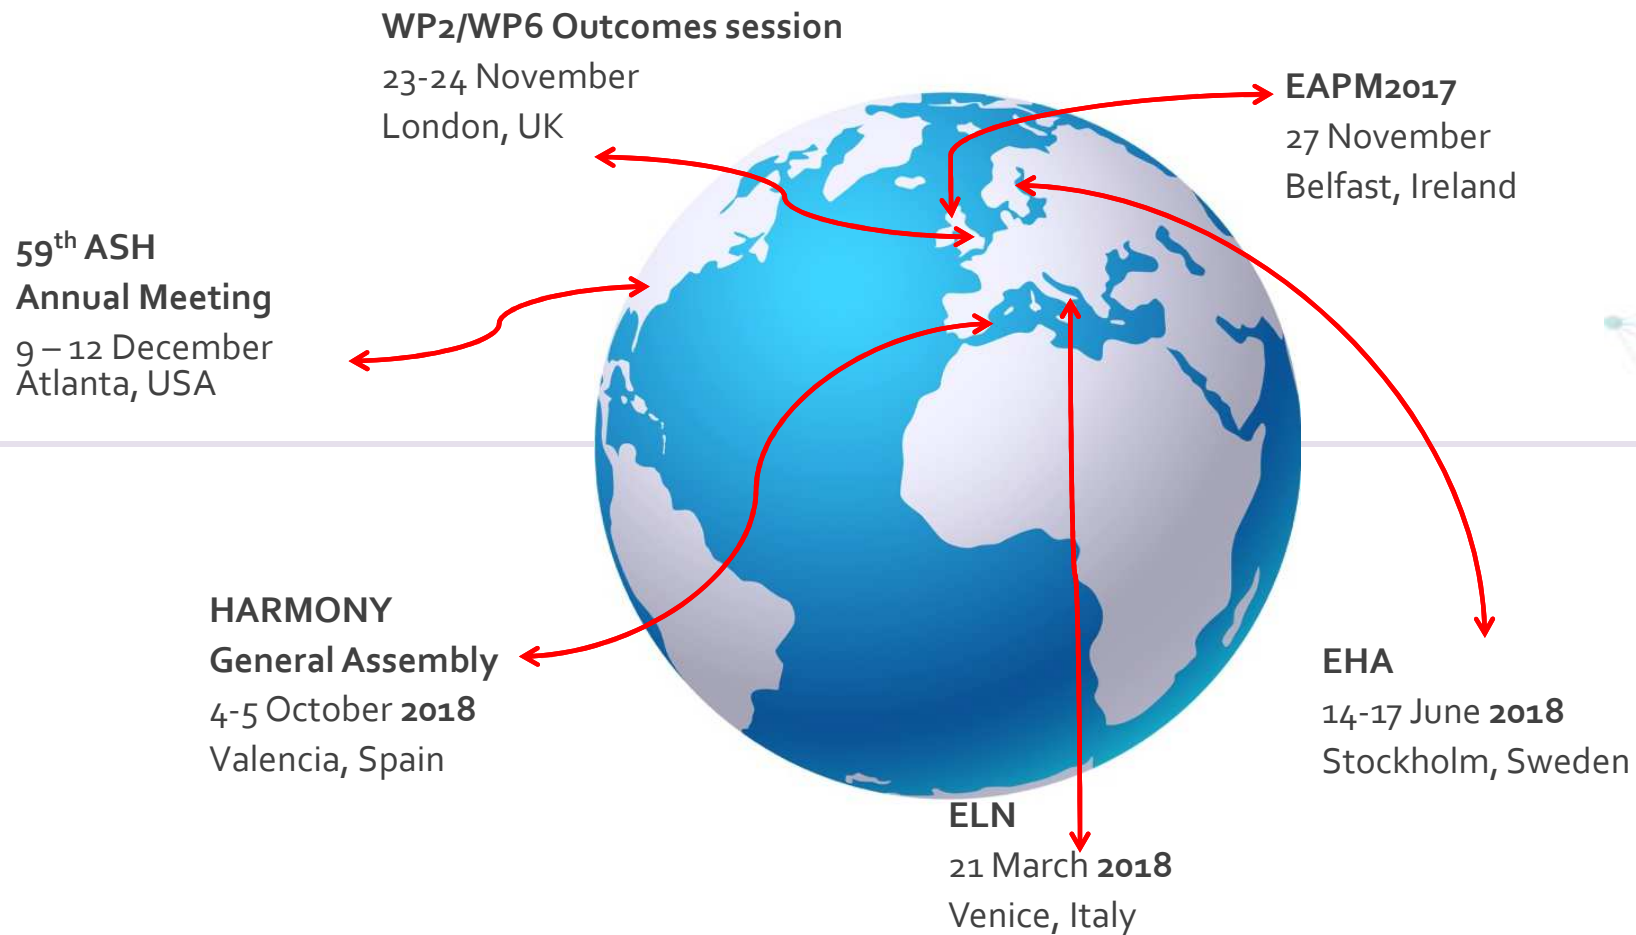 WP2/WP6 Outcomes session
23-24 November
London, UK
EAPM2017
27 November
Belfast, Ireland
59th ASH
Annual Meeting
9 – 12 December
Atlanta, USA
HARMONY
General Assembly
4-5 October 2018
Valencia, Spain
EHA
14-17 June 2018
Stockholm, Sweden
ELN
21 March 2018
Venice, Italy